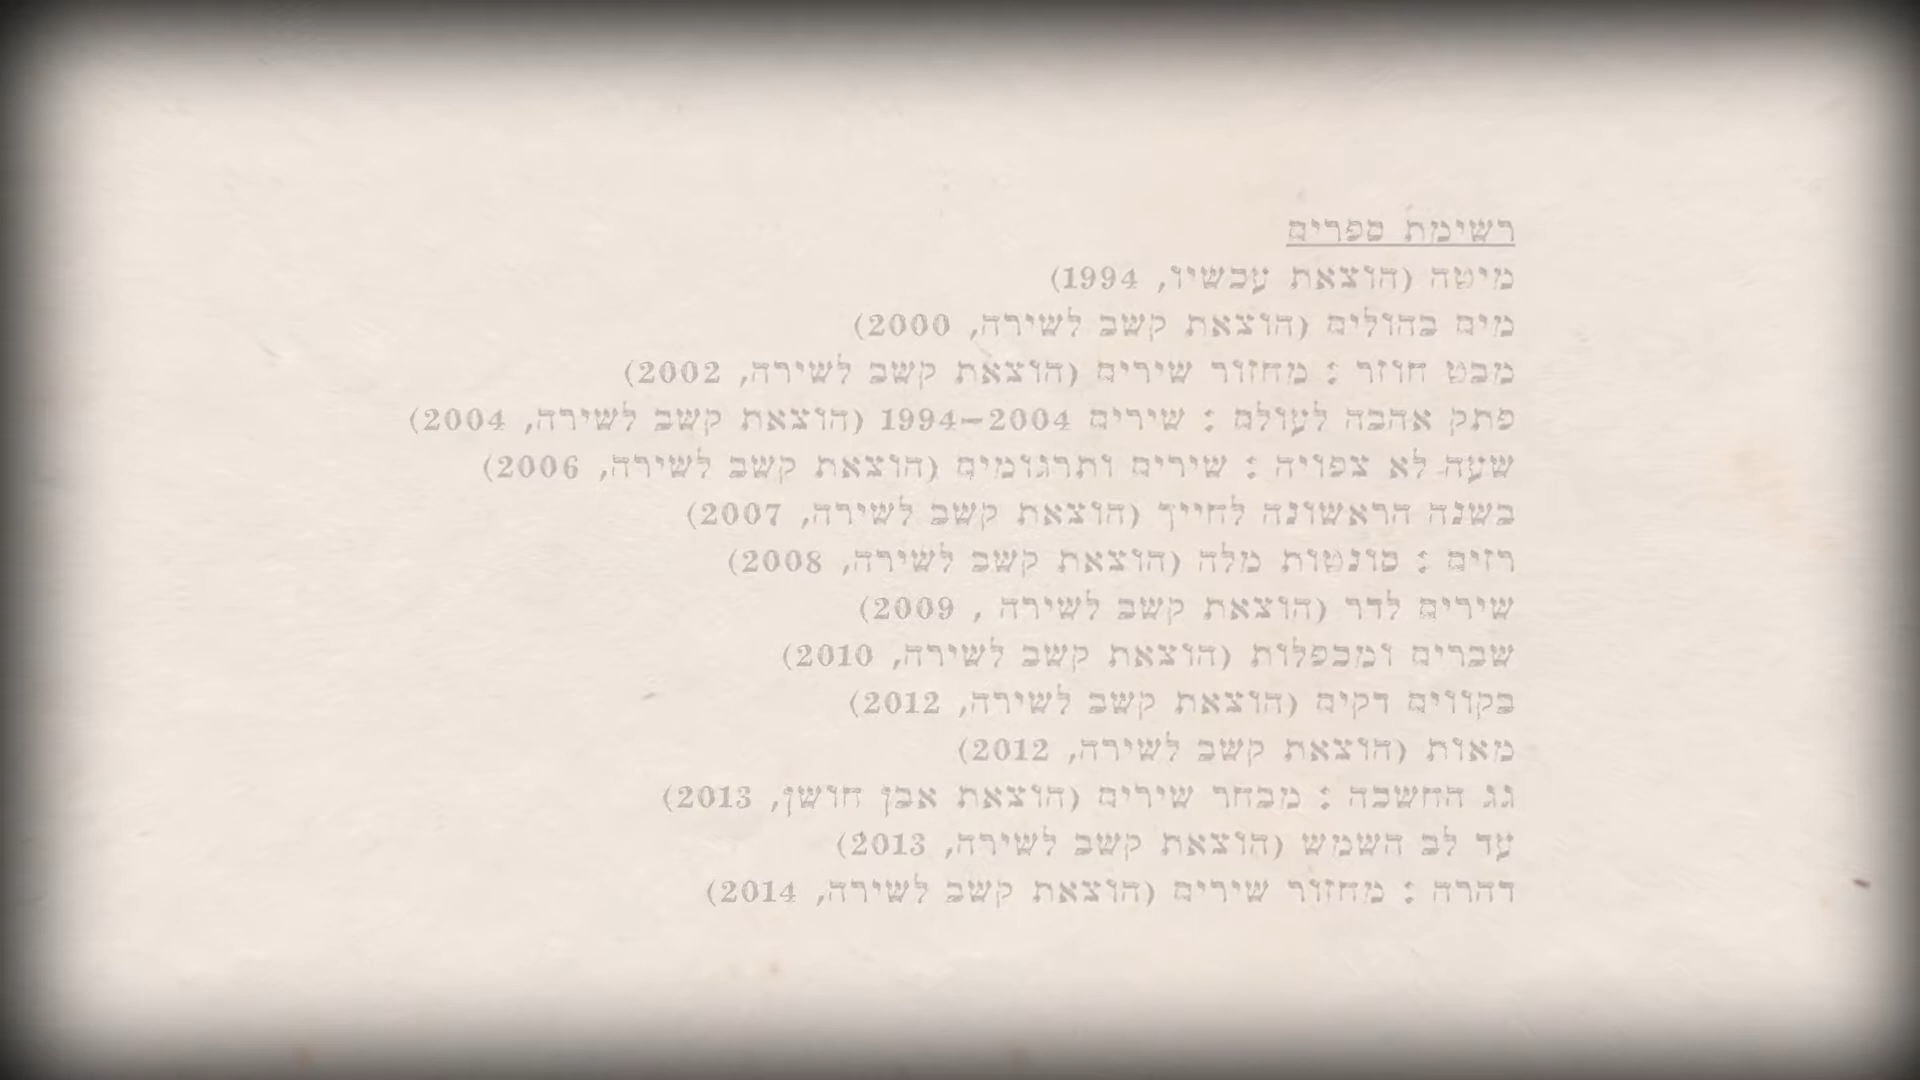 רשימת ספרים
מיטה (הוצאת עכשיו, 1994)
מים בהולים (הוצאת קשב לשירה, 2000)
מבט חוזר : מחזור שירים (הוצאת קשב לשירה, 2002)
פתק אהבה לעולם : שירים 1994-2004 (הוצאת קשב לשירה, 2004)
שעה לא צפויה : שירים ותרגומים (הוצאת קשב לשירה, 2006)
בשנה הראשונה לחייך (הוצאת קשב לשירה, 2007)
רזים : סונטות מלה (הוצאת קשב לשירה, 2008)
שירים לדר (הוצאת קשב לשירה , 2009)
שברים ומכפלות (הוצאת קשב לשירה, 2010)
בקווים דקים (הוצאת קשב לשירה, 2012)
מאות (הוצאת קשב לשירה, 2012)
גג החשכה : מבחר שירים (הוצאת אבן חושן, 2013)
עד לב השמש (הוצאת קשב לשירה, 2013)
דהרה : מחזור שירים (הוצאת קשב לשירה, 2014)